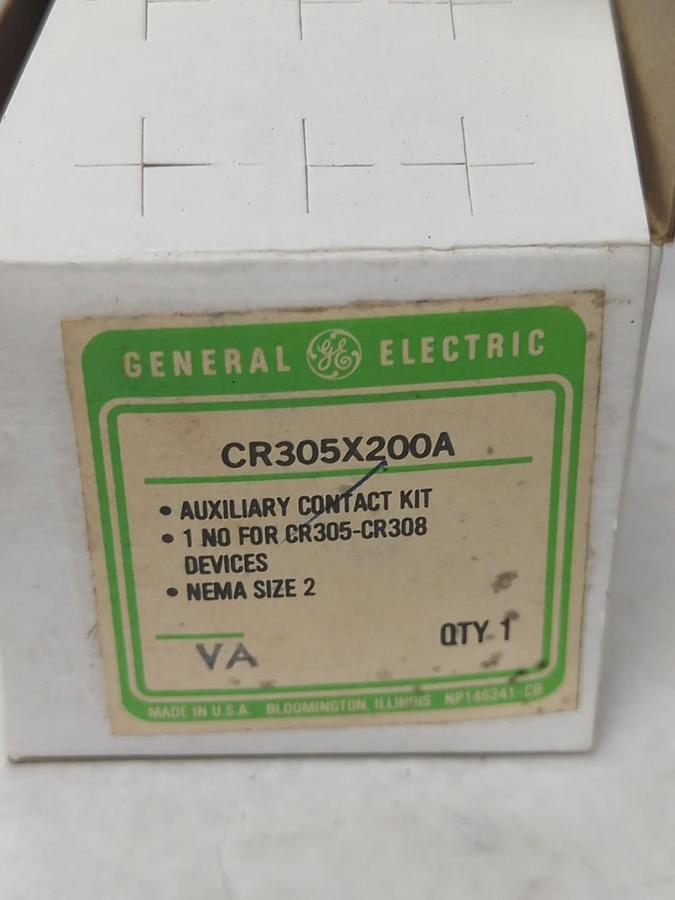 GENERAL GE ELECTRIC
CR305X200A
• AUXILIARY CONTACT KIT
• 1 NO FOR CR305-CR308
DEVICES
• NEMA SIZE 2
QTY 1
VA
MADE IN U.S.A. BLOOMINGTON, ILLINOIS NP146241-CB